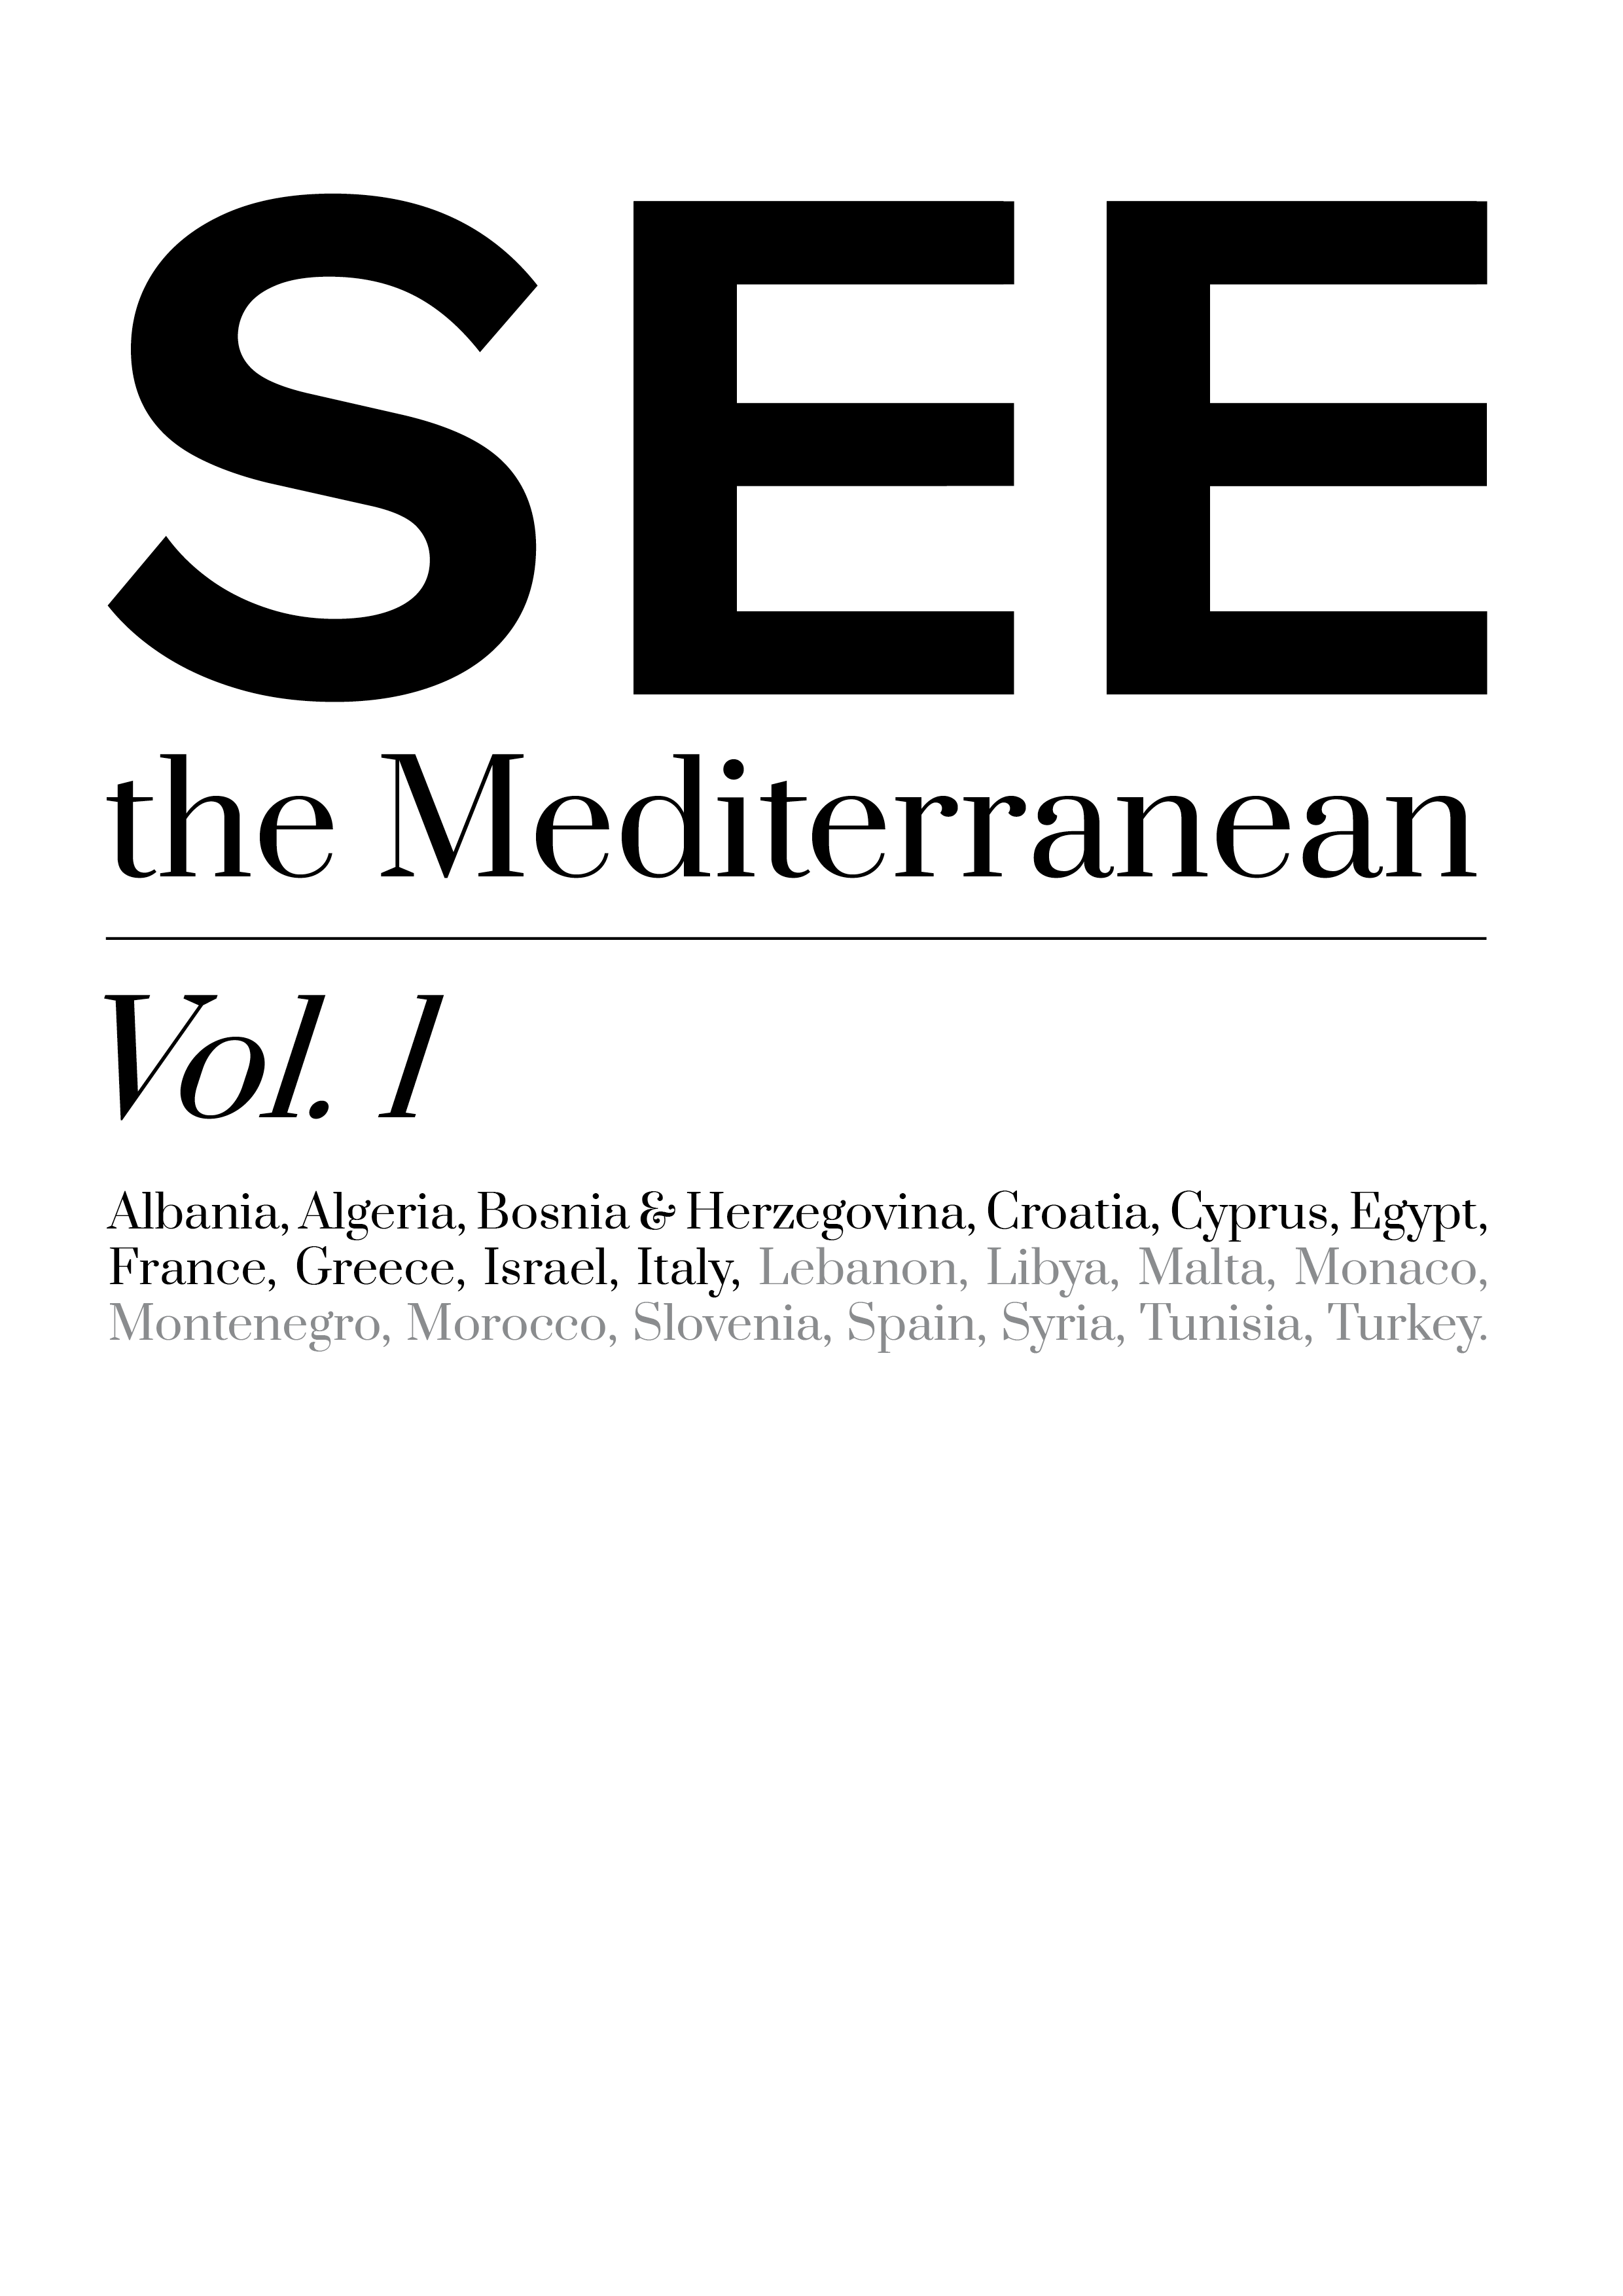 SEE
the Mediterranean
Vol. I
Albania, Algeria, Bosnia & Herzegovina, Croatia, Cyprus, Egypt,
France, Greece, Israel, Italy, Lebanon, Libya, Malta, Monaco,
Montenegro, Morocco, Slovenia, Spain, Syria, Tunisia, Turkey.